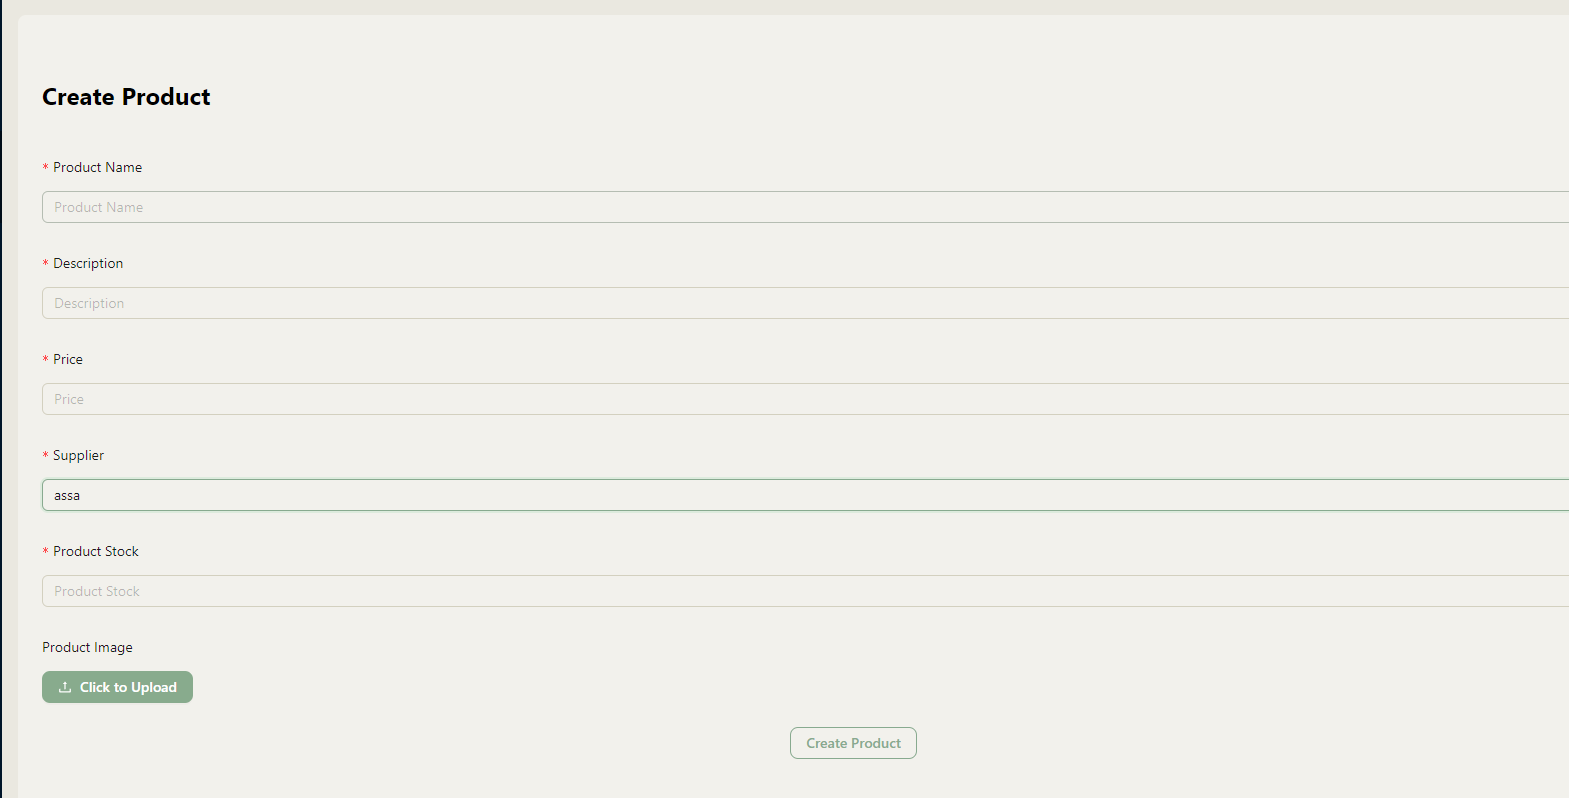 Create Product
* Product Name
Product Name
* Description
Description
* Price
Price
* Supplier
assa
* Product Stock
Product Stock
Product Image
Click to Upload
Create Product